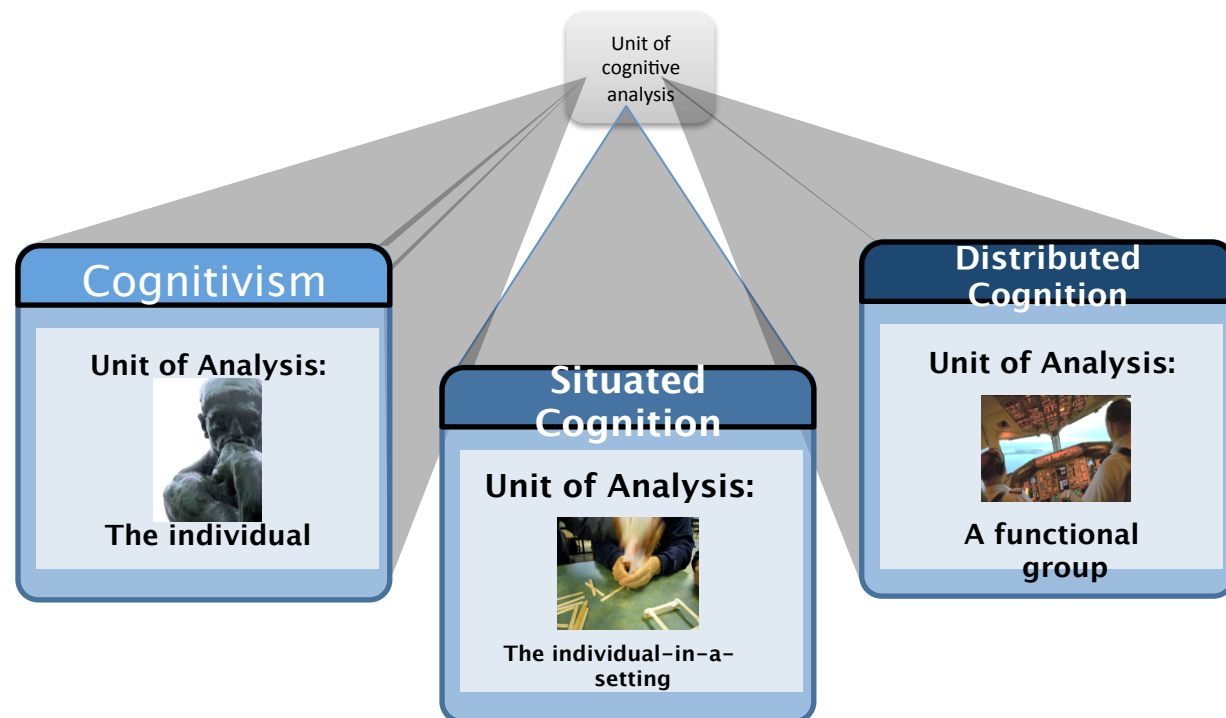 Unit of
cognitive
analysis
Cognitivism
Unit of Analysis:
The individual
Situated
Cognition
Unit of Analysis:
The individual-in-a-
setting
Distributed
Cognition
Unit of Analysis:
A functional
group